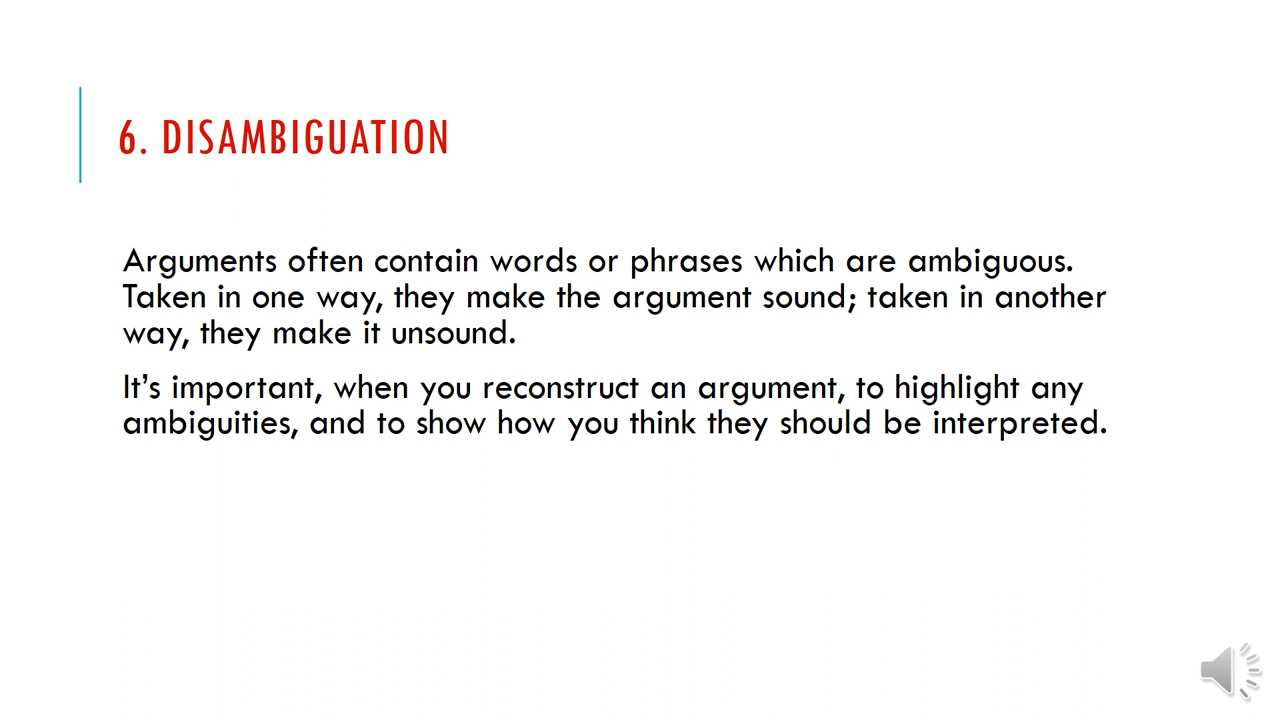 6. DISAMBIGUATION
Arguments often contain words or phrases which are ambiguous.
Taken in one way, they make the argument sound; taken in another
way, they make it unsound.
It’s important, when you reconstruct an argument, to highlight any
ambiguities, and to show how you think they should be interpreted.